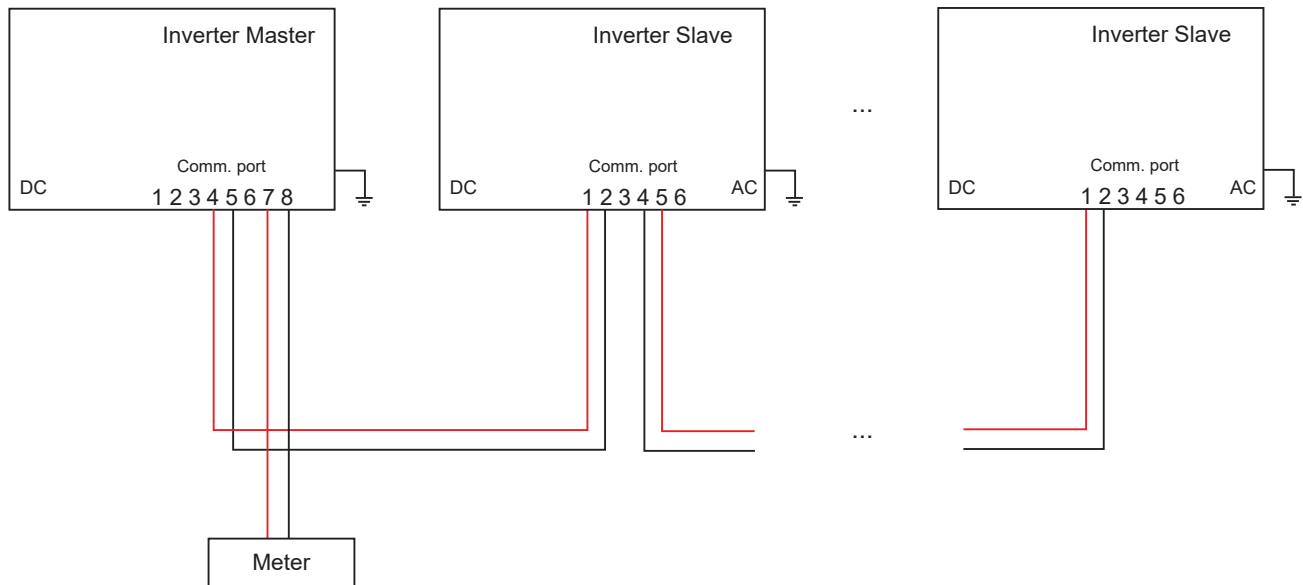 Inverter Master
Inverter Slave
Inverter Slave
...
Comm. port
Comm. port
Comm. port
DC
DC
AC
DC
AC
1 2 3 4 5 6 7 8
1 2 3 4 5 6
1 2 3 4 5 6
...
Meter